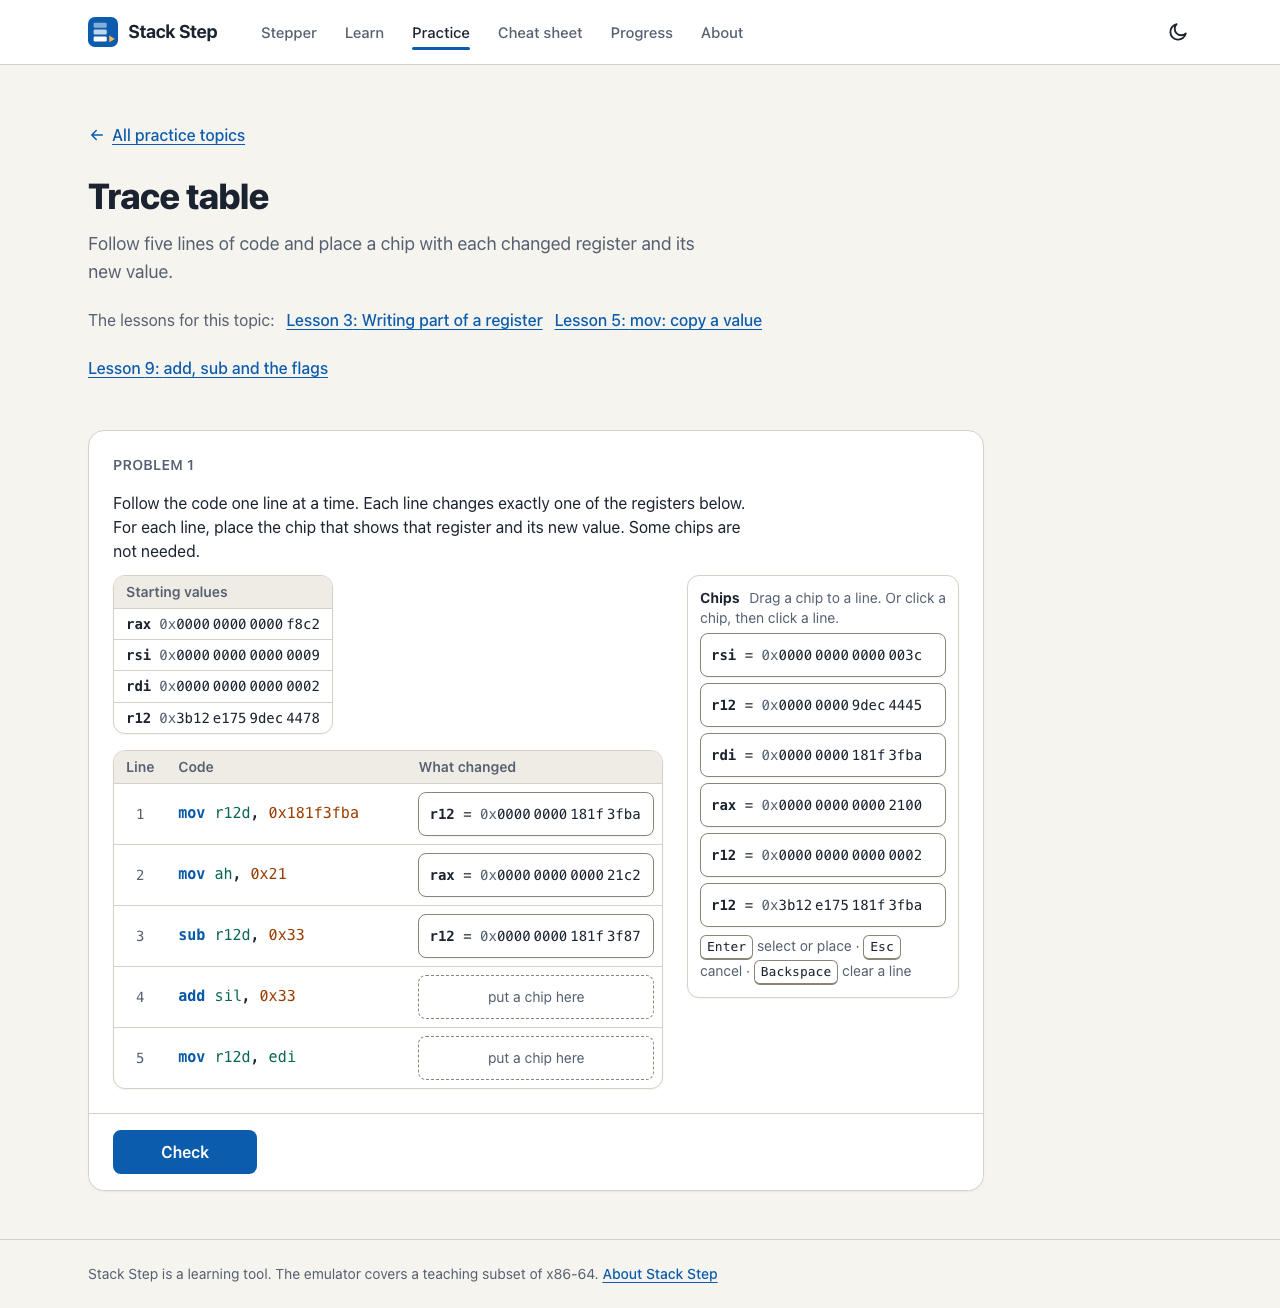 Stack Step
Stepper
Learn
Practice
Cheat sheet
Progress
About
← All practice topics
Trace table
Follow five lines of code and place a chip with each changed register and its
new value.
The lessons for this topic: Lesson 3: Writing part of a register Lesson 5: mov: copy a value
Lesson 9: add, sub and the flags
PROBLEM 1
Follow the code one line at a time. Each line changes exactly one of the registers below.
For each line, place the chip that shows that register and its new value. Some chips are
not needed.
Starting values
rax 0x0000 0000 0000 f8c2
rsi 0x0000 0000 0000 0009
rdi 0x0000 0000 0000 0002
r12 0x3b12 e175 9dec 4478
Line Code What changed
1 mov r12d, 0x181f3fba r12 = 0x0000 0000 181f 3fba
2 mov ah, 0x21 rax = 0x0000 0000 0000 21c2
3 sub r12d, 0x33 r12 = 0x0000 0000 181f 3f87
4 add sil, 0x33 put a chip here
5 mov r12d, edi put a chip here
Chips Drag a chip to a line. Or click a
chip, then click a line.
rsi = 0x0000 0000 0000 003c
r12 = 0x0000 0000 9dec 4445
rdi = 0x0000 0000 181f 3fba
rax = 0x0000 0000 0000 2100
r12 = 0x0000 0000 0000 0002
r12 = 0x3b12 e175 181f 3fba
Enter select or place · Esc
cancel · Backspace clear a line
Check
Stack Step is a learning tool. The emulator covers a teaching subset of x86-64. About Stack Step